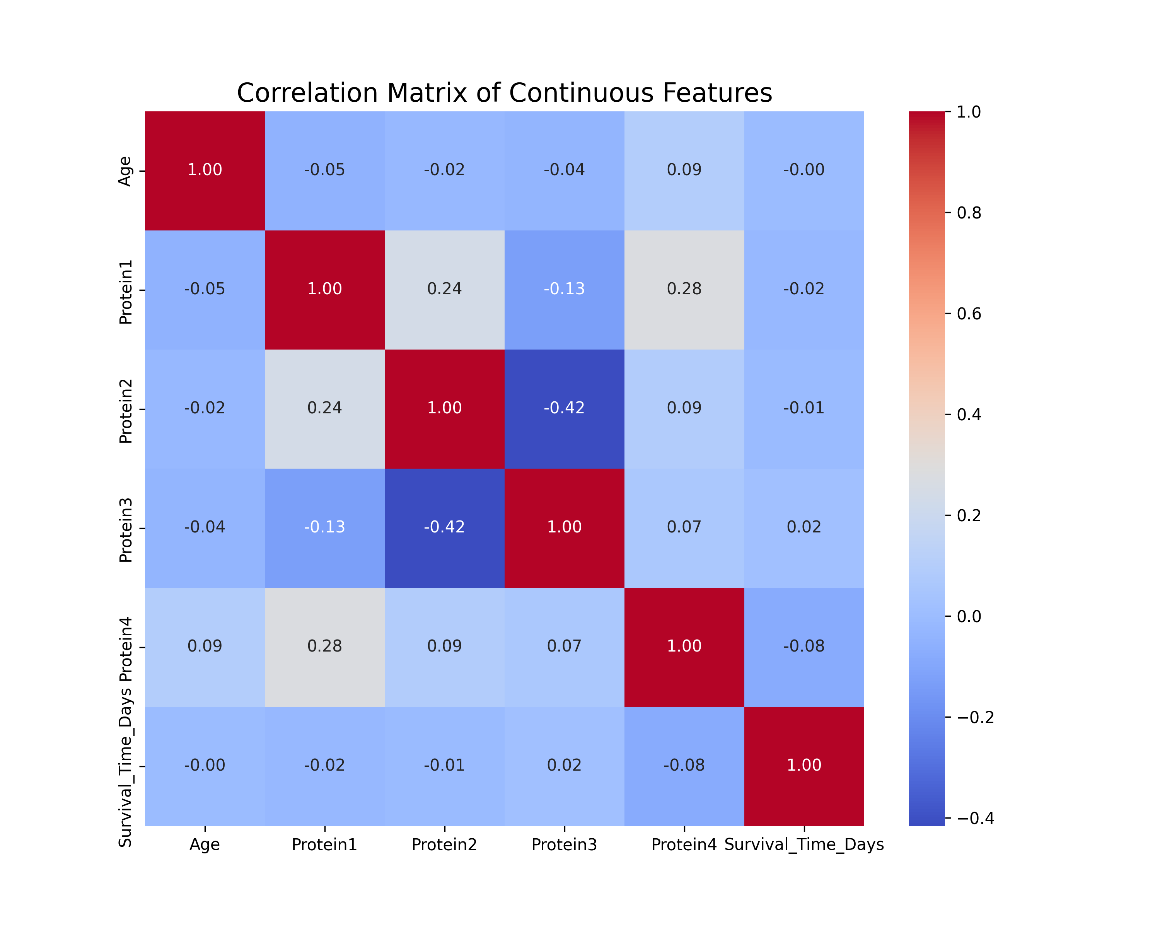 Correlation Matrix of Continuous Features
Age 1.00 -0.05 -0.02 -0.04 0.09 -0.00
Protein1 -0.05 1.00 0.24 -0.13 0.28 -0.02
Protein2 -0.02 0.24 1.00 -0.42 0.09 -0.01
Protein3 -0.04 -0.13 -0.42 1.00 0.07 0.02
Protein4 0.09 0.28 0.09 0.07 1.00 -0.08
Survival_Time_Days -0.00 -0.02 -0.01 0.02 -0.08 1.00
Age Protein1 Protein2 Protein3 Protein4 Survival_Time_Days
1.0
0.8
0.6
0.4
0.2
0.0
−0.2
−0.4